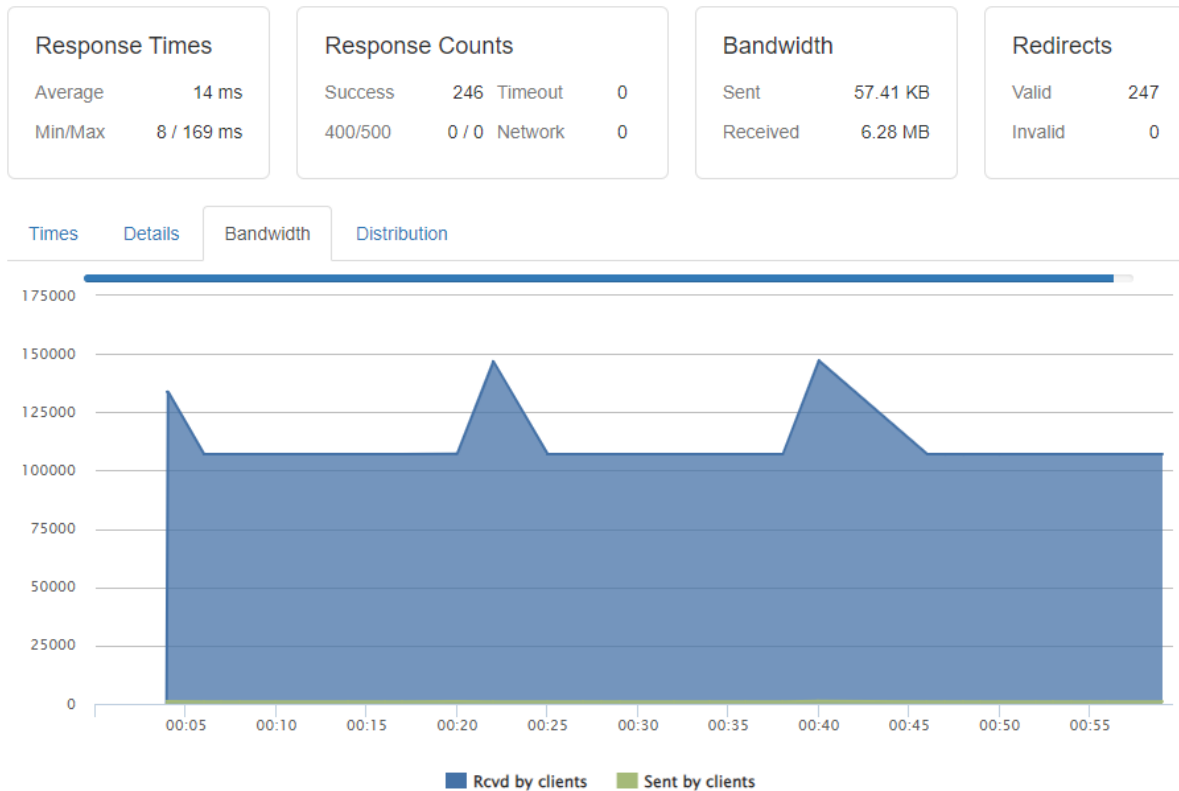 Response Times
Average 14 ms
Min/Max 8 / 169 ms
Response Counts
Success 246 Timeout 0
400/500 0 / 0 Network 0
Bandwidth
Sent 57.41 KB
Received 6.28 MB
Redirects
Valid 247
Invalid 0
Times Details Bandwidth Distribution
175000
150000
125000
100000
75000
50000
25000
0
00:05 00:10 00:15 00:20 00:25 00:30 00:35 00:40 00:45 00:50 00:55
Rcvd by clients Sent by clients